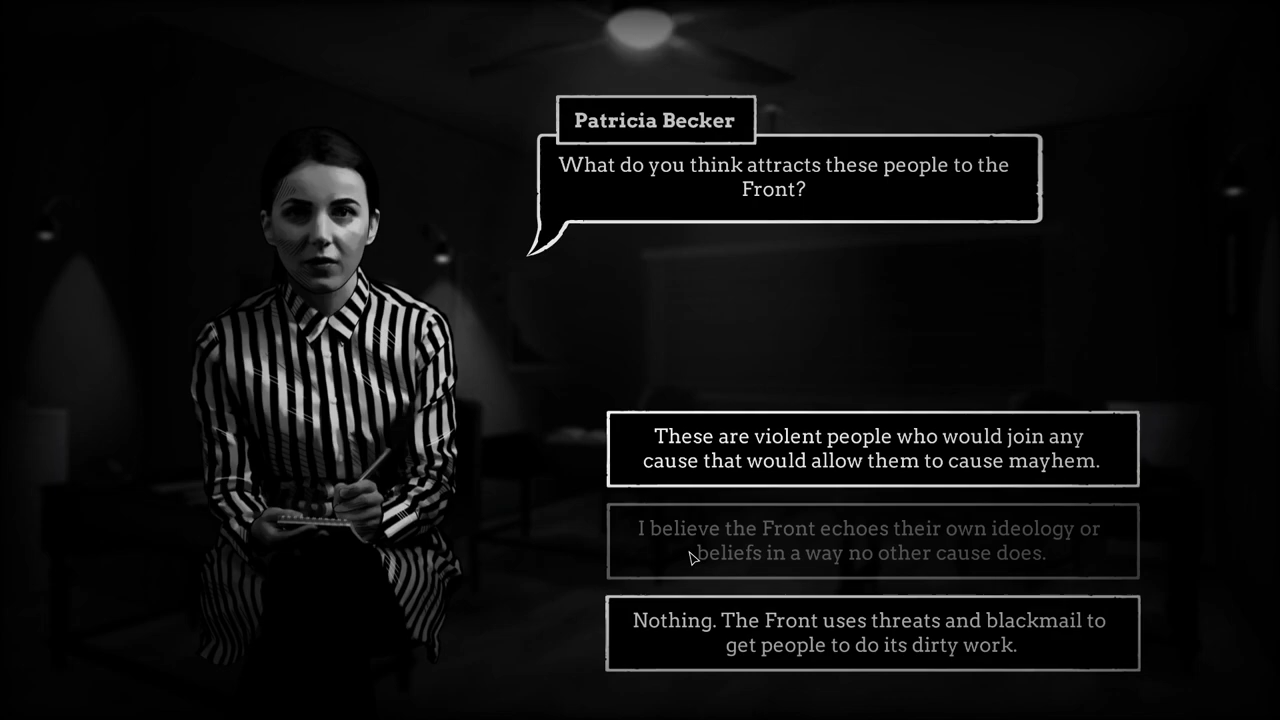 Patricia Becker
What do you think attracts these people to the
Front?
These are violent people who would join any
cause that would allow them to cause mayhem.
I believe the Front echoes their own ideology or
beliefs in a way no other cause does.
Nothing. The Front uses threats and blackmail to
get people to do its dirty work.